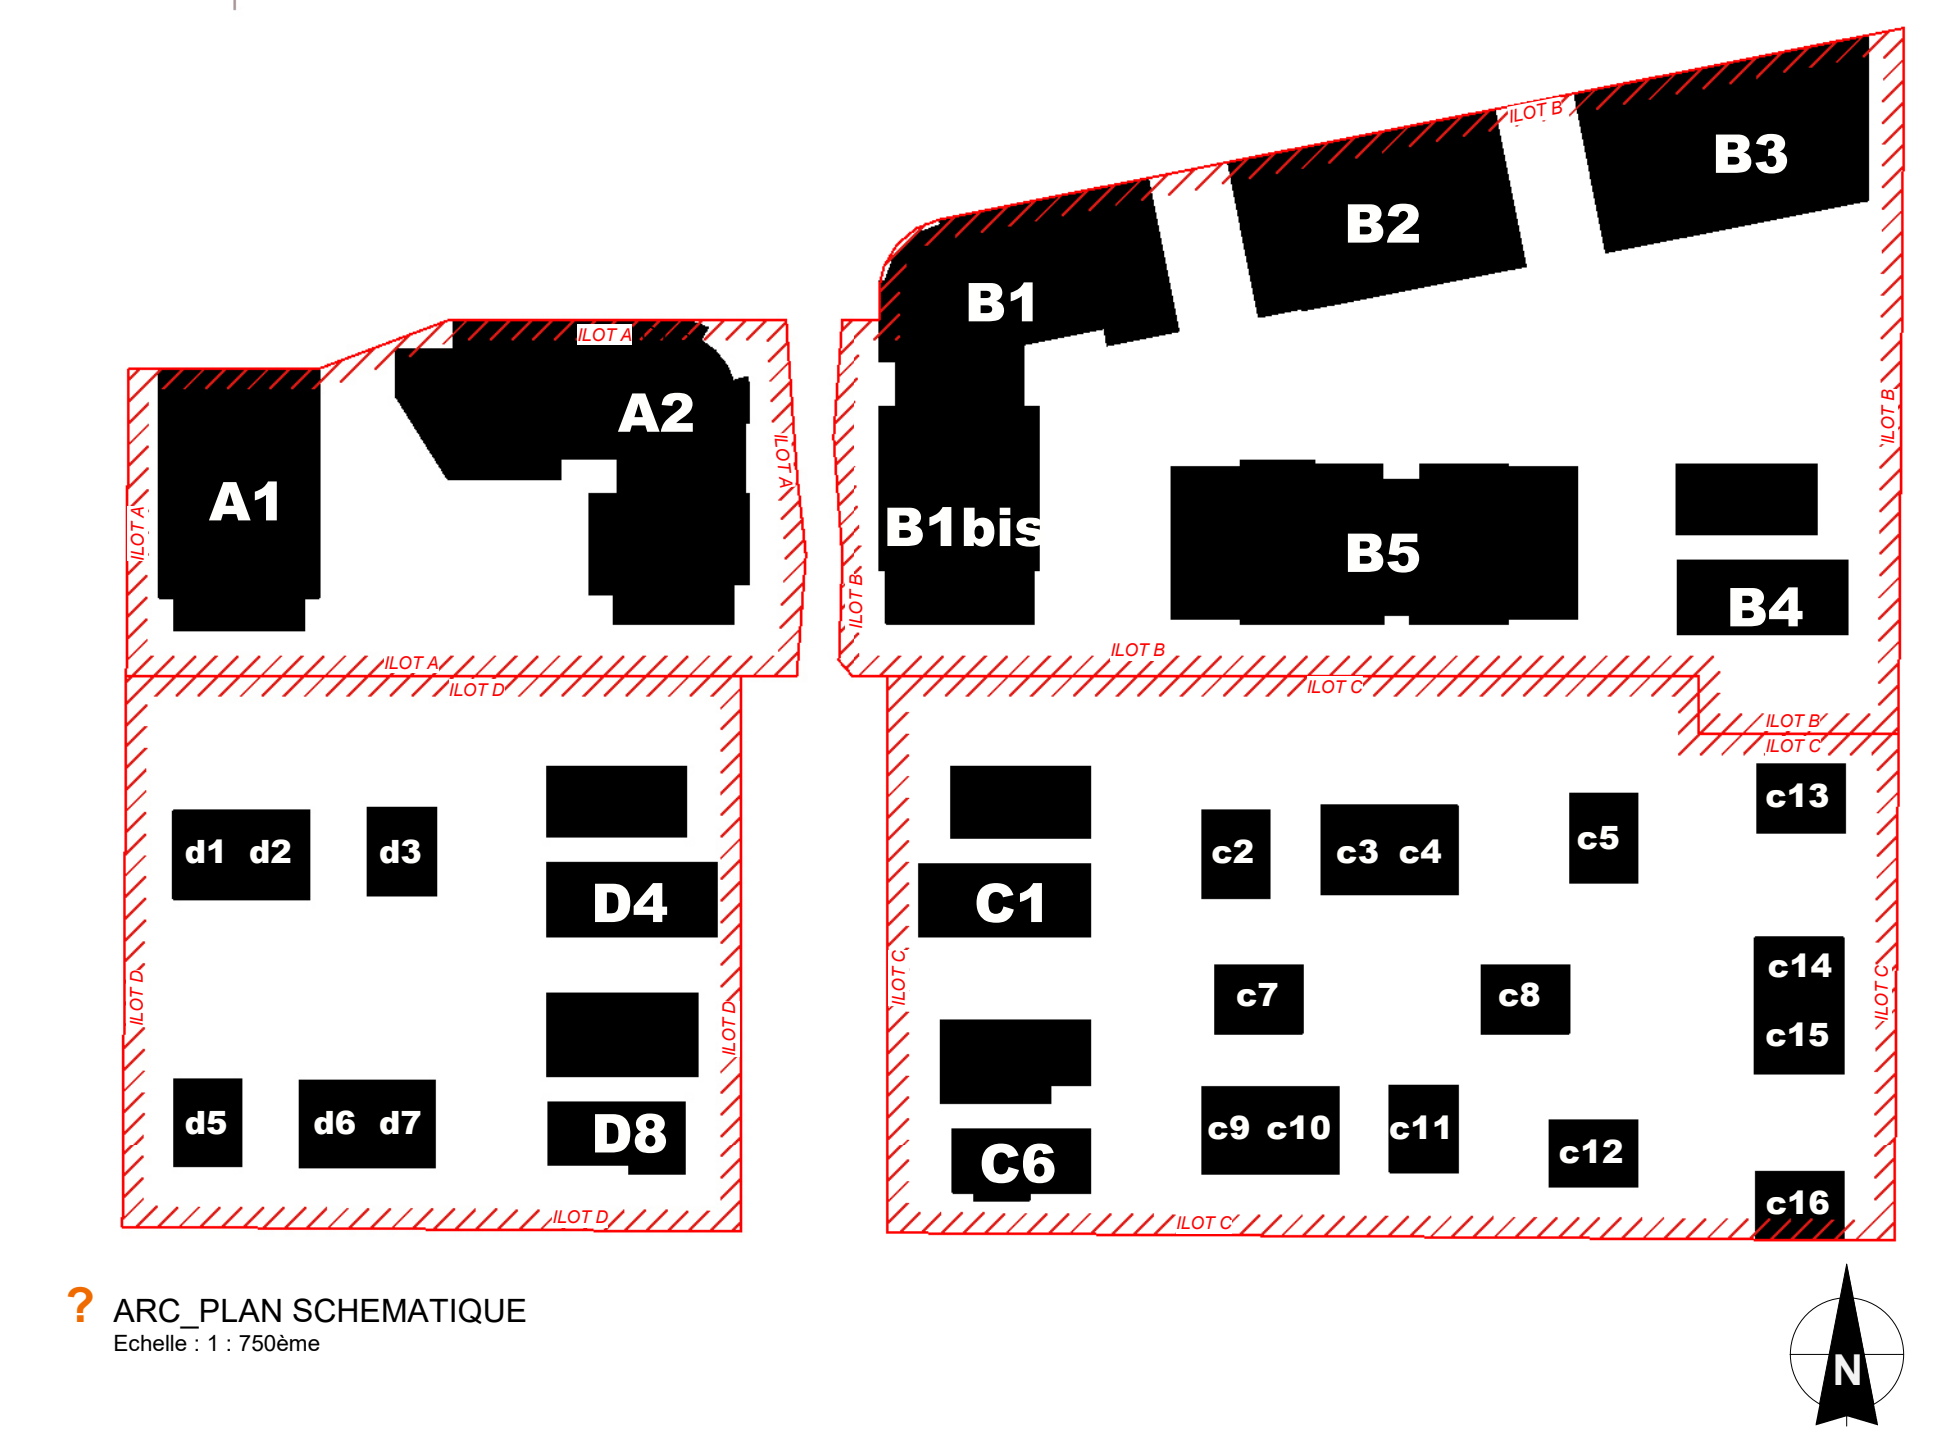 B3
ILOT B
B2
B1
ILOT A
A2
ILOT B
ILOT A
A1
ILOT A
B1bis
B5
ILOT B
B4
ILOT B
ILOT A
ILOT D
ILOT C
ILOT B
ILOT C
c13
d1 d2
d3
D4
C1
c2
c3 c4
c5
ILOT D
ILOT D
ILOT C
c7
c8
c14
c15
ILOT C
d5
d6 d7
D8
C6
c9 c10
c11
c12
c16
ILOT D
ILOT C
? ARC_PLAN SCHEMATIQUE
Echelle : 1 : 750ème
N